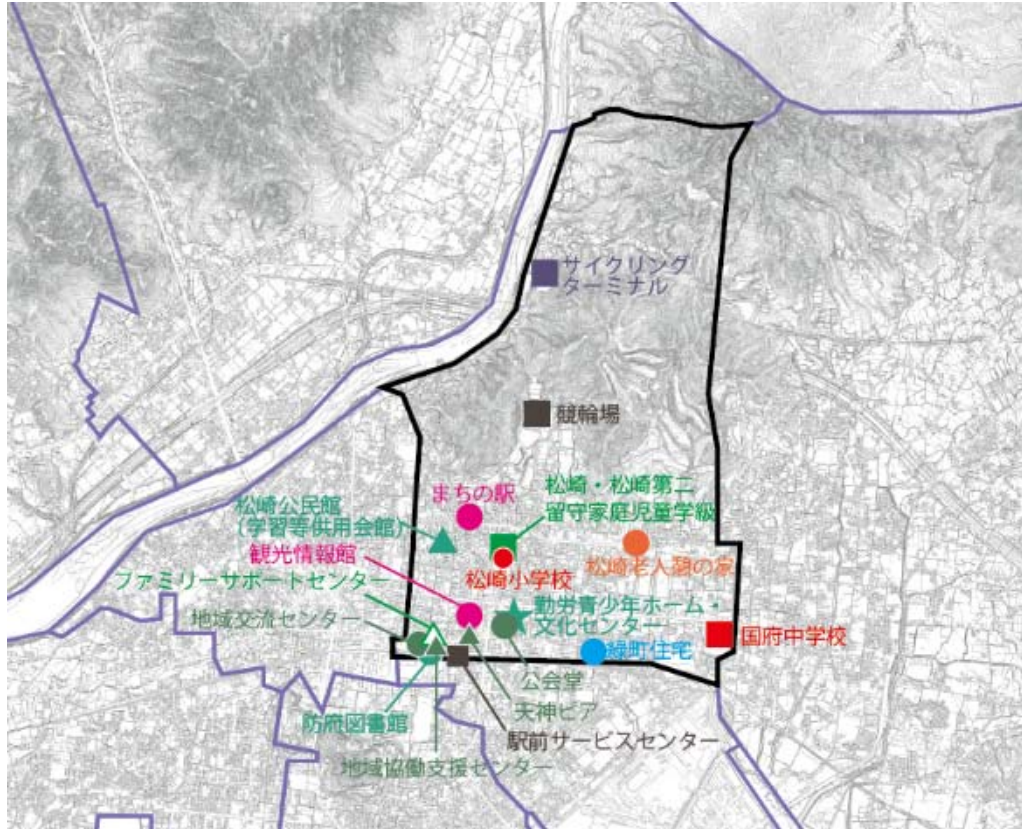 サイクリング
ターミナル
競輪場
まちの駅
松崎・松崎第二
留守家庭児童学級
松崎公民館
(学習等供用会館)
観光情報館
松崎小学校
松崎老人憩の家
ファミリーサポートセンター
勤労青少年ホーム・
文化センター
地域交流センター
国府中学校
緑町住宅
公会堂
天神ピア
防府図書館
駅前サービスセンター
地域協働支援センター